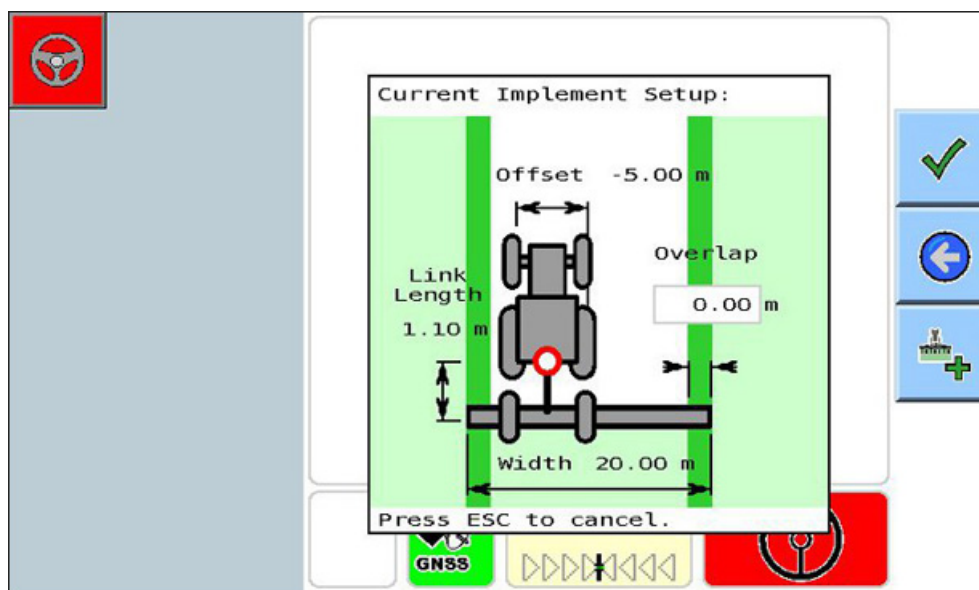 Current Implement Setup:
Offset -5.00 m
Overlap
0.00 m
Link
Length
1.10 m
Width 20.00 m
Press ESC to cancel.
GNSS